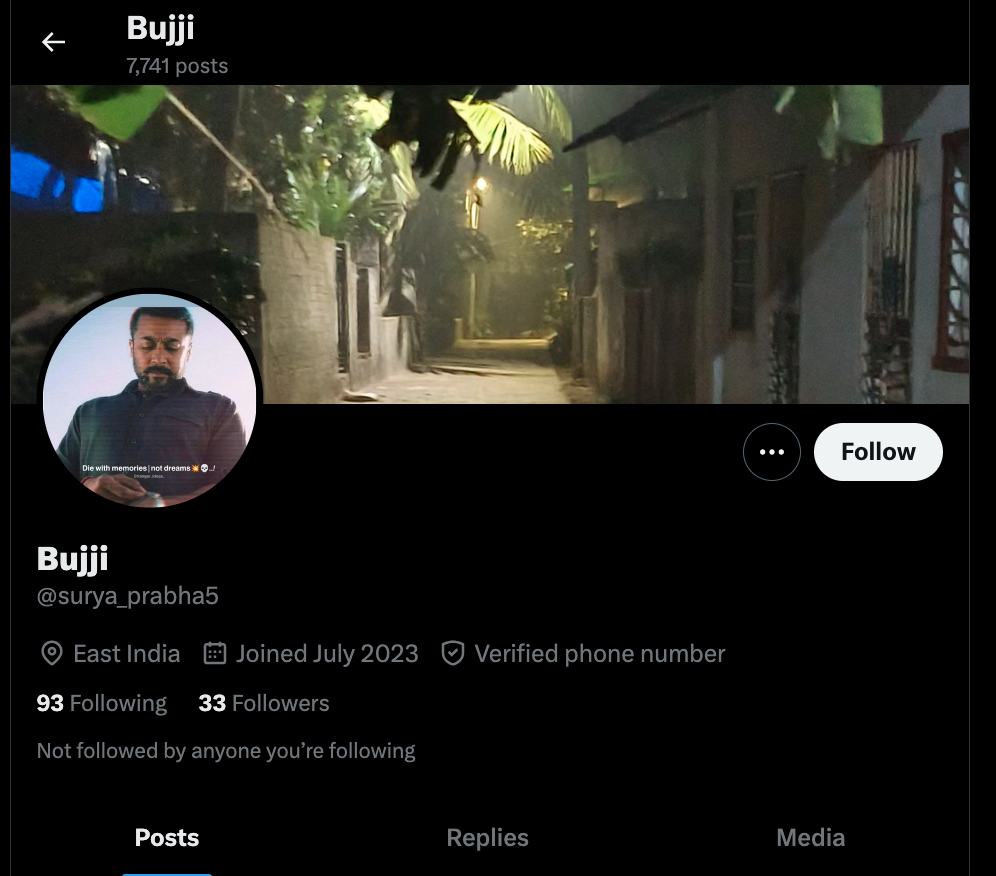 Bujji
7,741 posts
Die with memories not dreams💥💀..!
Follow
Bujji
@surya_prabha5
East India Joined July 2023 Verified phone number
93 Following 33 Followers
Not followed by anyone you’re following
Posts Replies Media